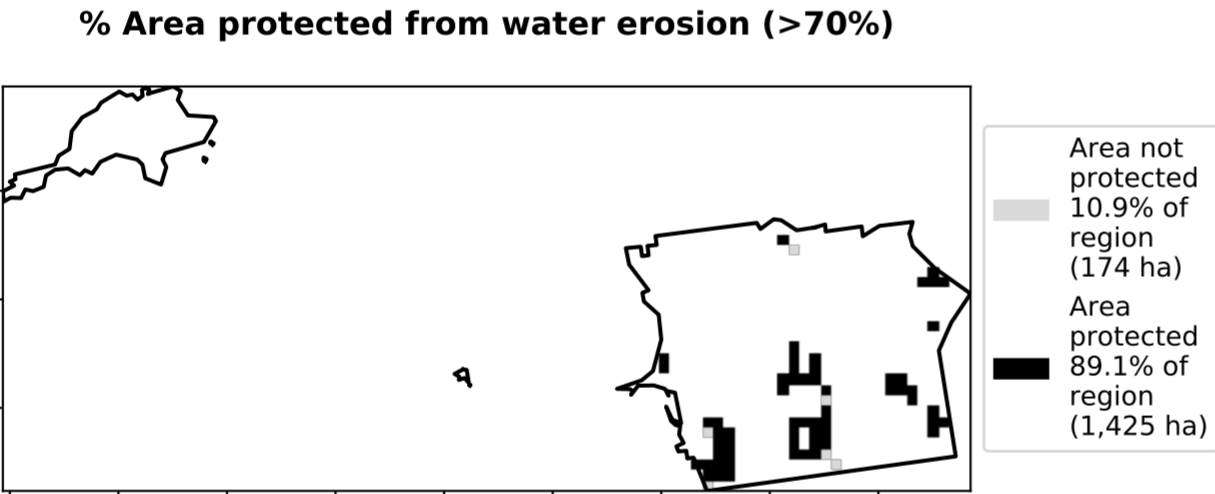 % Area protected from water erosion (>70%)
Area not
protected
10.9% of
region
(174 ha)
Area
protected
89.1% of
region
(1,425 ha)